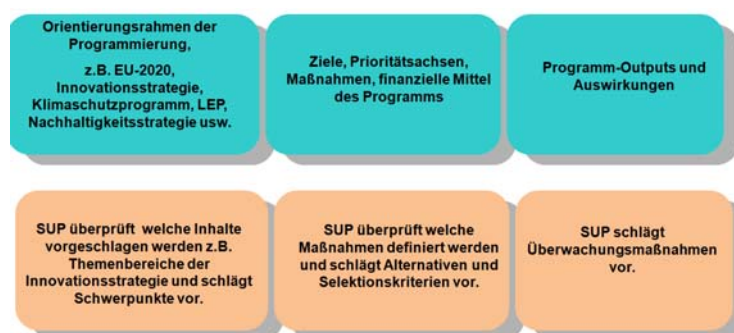 Orientierungsrahmen der
Programmierung,
z.B. EU-2020,
Innovationsstrategie,
Klimaschutzprogramm, LEP,
Nachhaltigkeitsstrategie usw.
Ziele, Prioritätsachsen,
Maßnahmen, finanzielle Mittel
des Programms
Programm-Outputs und
Auswirkungen
SUP überprüft welche Inhalte
vorgeschlagen werden z.B.
Themenbereiche der
Innovationsstrategie und schlägt
Schwerpunkte vor.
SUP überprüft welche
Maßnahmen definiert werden
und schlägt Alternativen und
Selektionskriterien vor.
SUP schlägt
Überwachungsmaßnahmen
vor.